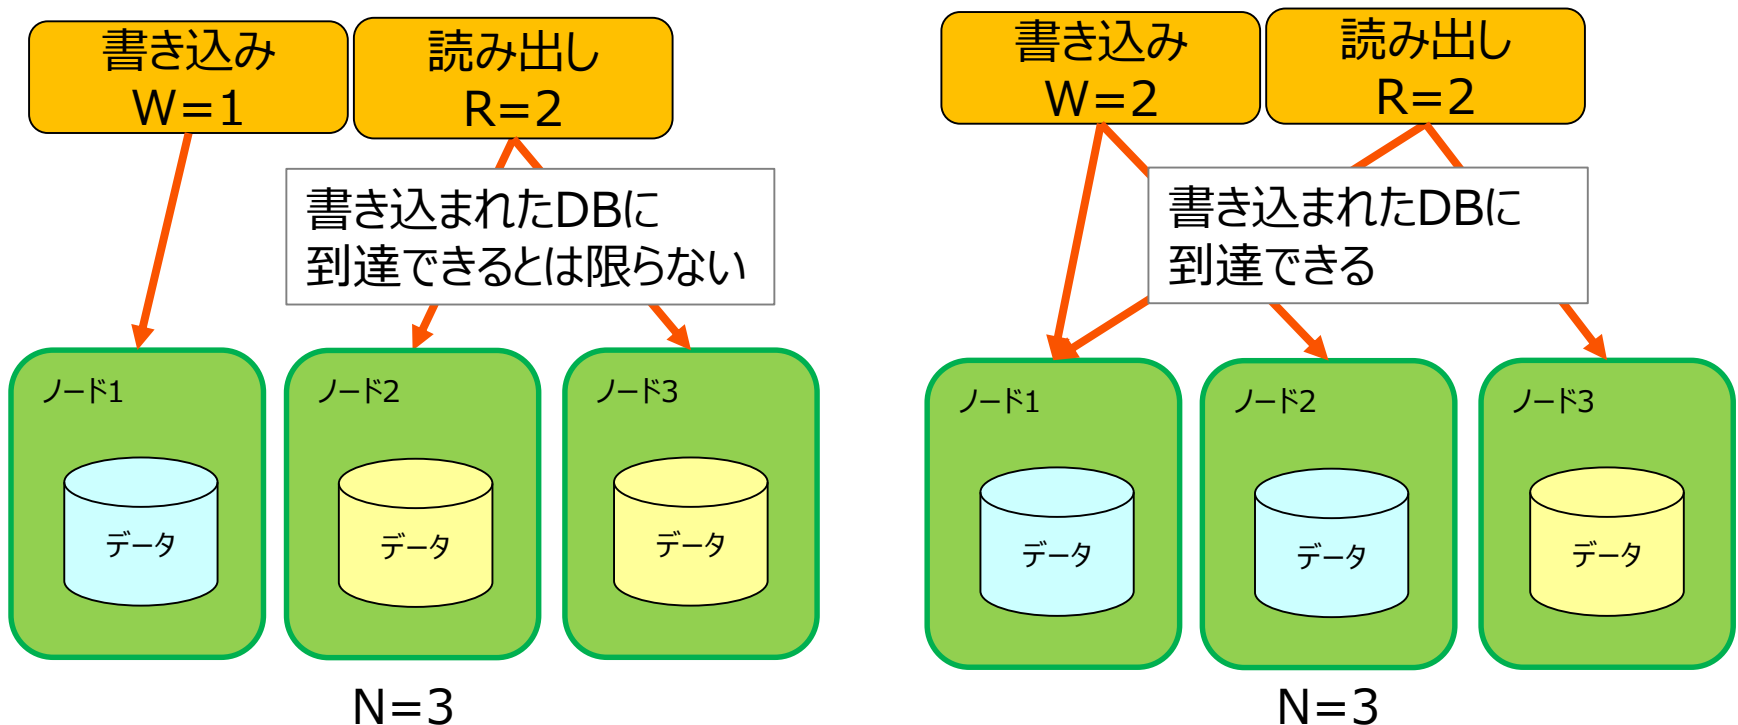 書き込み
W=1
読み出し
R=2
書き込まれたDBに
到達できるとは限らない
ノード1
ノード2
ノード3
データ
データ
データ
N=3
書き込み
W=2
読み出し
R=2
書き込まれたDBに
到達できる
ノード1
ノード2
ノード3
データ
データ
データ
N=3